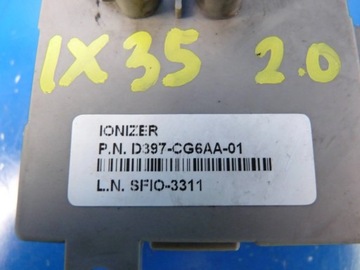 IX35 2.0
IONIZER
P.N. D397-CG6AA-01
L.N. SFIO-3311